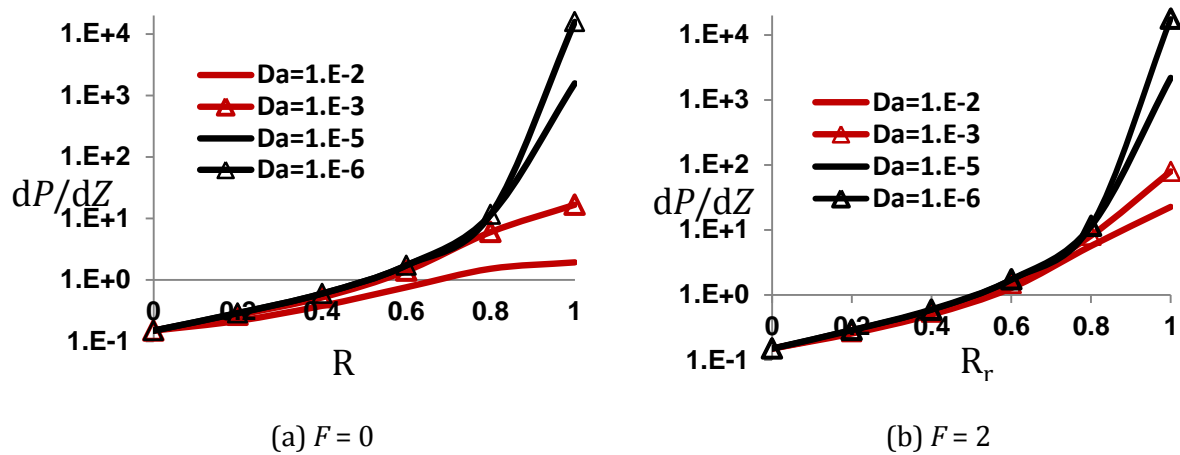 1.E+4
1.E+3
1.E+2
1.E+1
1.E+0
1.E-1
dP/dZ
Da=1.E-2
Da=1.E-3
Da=1.E-5
Da=1.E-6
0 0.2 0.4 0.6 0.8 1
R
(a) F = 0
1.E+4
1.E+3
1.E+2
1.E+1
1.E+0
1.E-1
dP/dZ
Da=1.E-2
Da=1.E-3
Da=1.E-5
Da=1.E-6
0 0.2 0.4 0.6 0.8 1
Rr
(b) F = 2